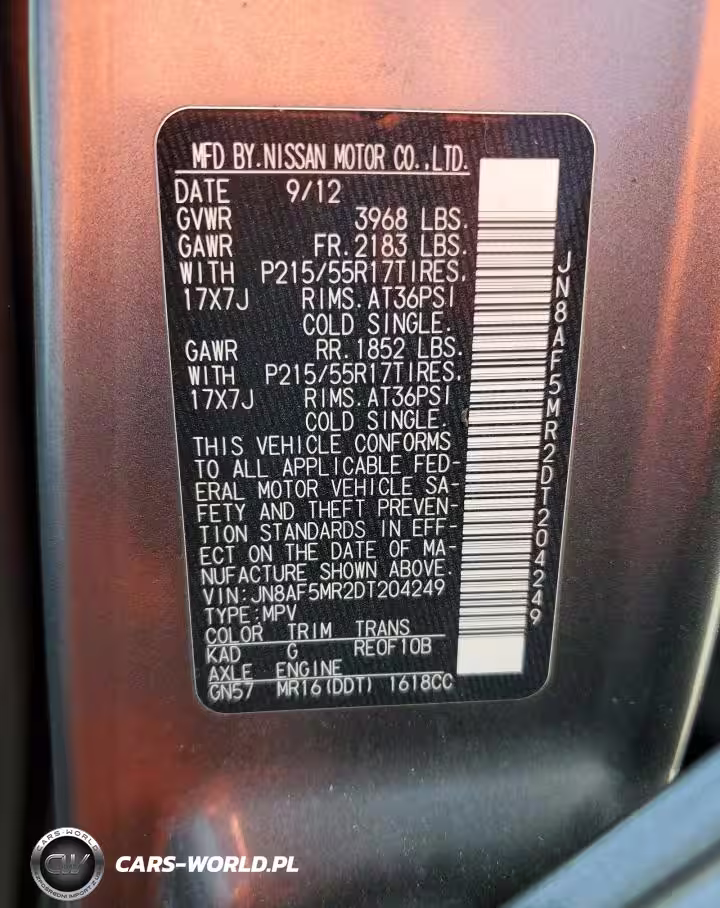 MFD BY.NISSAN MOTOR CO.,LTD.
DATE 9/12
GVWR 3968 LBS.
GAWR FR.2183 LBS.
WITH P215/55R17TIRES,
17X7J RIMS.AT36PSI
COLD SINGLE.
GAWR RR.1852 LBS.
WITH P215/55R17TIRES,
17X7J RIMS.AT36PSI
COLD SINGLE.
THIS VEHICLE CONFORMS
TO ALL APPLICABLE FED-
ERAL MOTOR VEHICLE SA-
FETY AND THEFT PREVEN-
TION STANDARDS IN EFF-
ECT ON THE DATE OF MA-
NUFACTURE SHOWN ABOVE.
VIN:JN8AF5MR2DT204249
TYPE:MPV
COLOR TRIM TRANS
KAD G RE0F10B
AXLE ENGINE
GN57 MR16(DDT) 1618CC
JN8AF5MR2DT204249
CARS-WORLD
CW
CARS-WORLD.PL